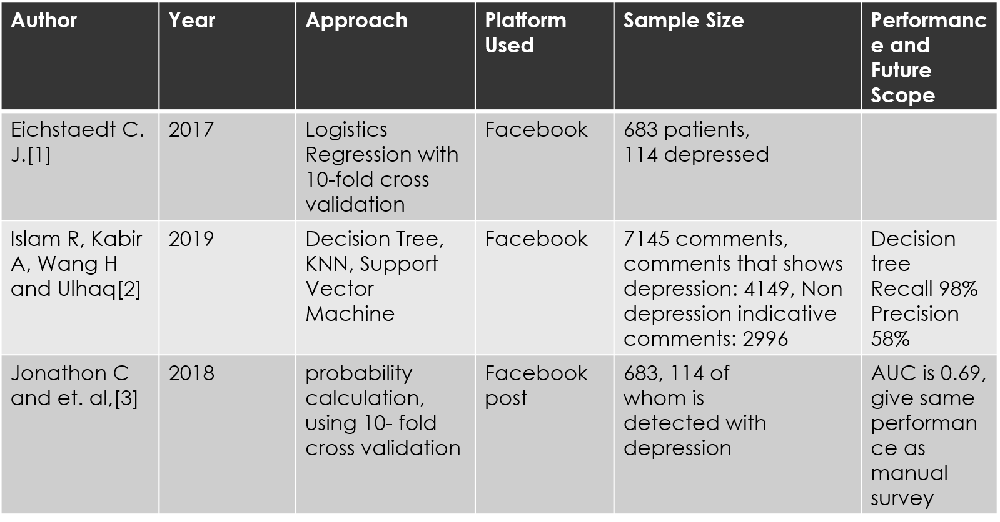 Author
Year
Approach
Platform
Used
Sample Size
Performanc
e and
Future
Scope
Eichstaedt C.
J.[1]
2017
Logistics
Regression with
10-fold cross
validation
Facebook
683 patients,
114 depressed
Islam R, Kabir
A, Wang H
and Ulhaq[2]
2019
Decision Tree,
KNN, Support
Vector
Machine
Facebook
7145 comments,
comments that shows
depression: 4149, Non
depression indicative
comments: 2996
Decision
tree
Recall 98%
Precision
58%
Jonathon C
and et. al,[3]
2018
probability
calculation,
using 10- fold
cross validation
Facebook
post
683, 114 of
whom is
detected with
depression
AUC is 0.69,
give same
performan
ce as
manual
survey